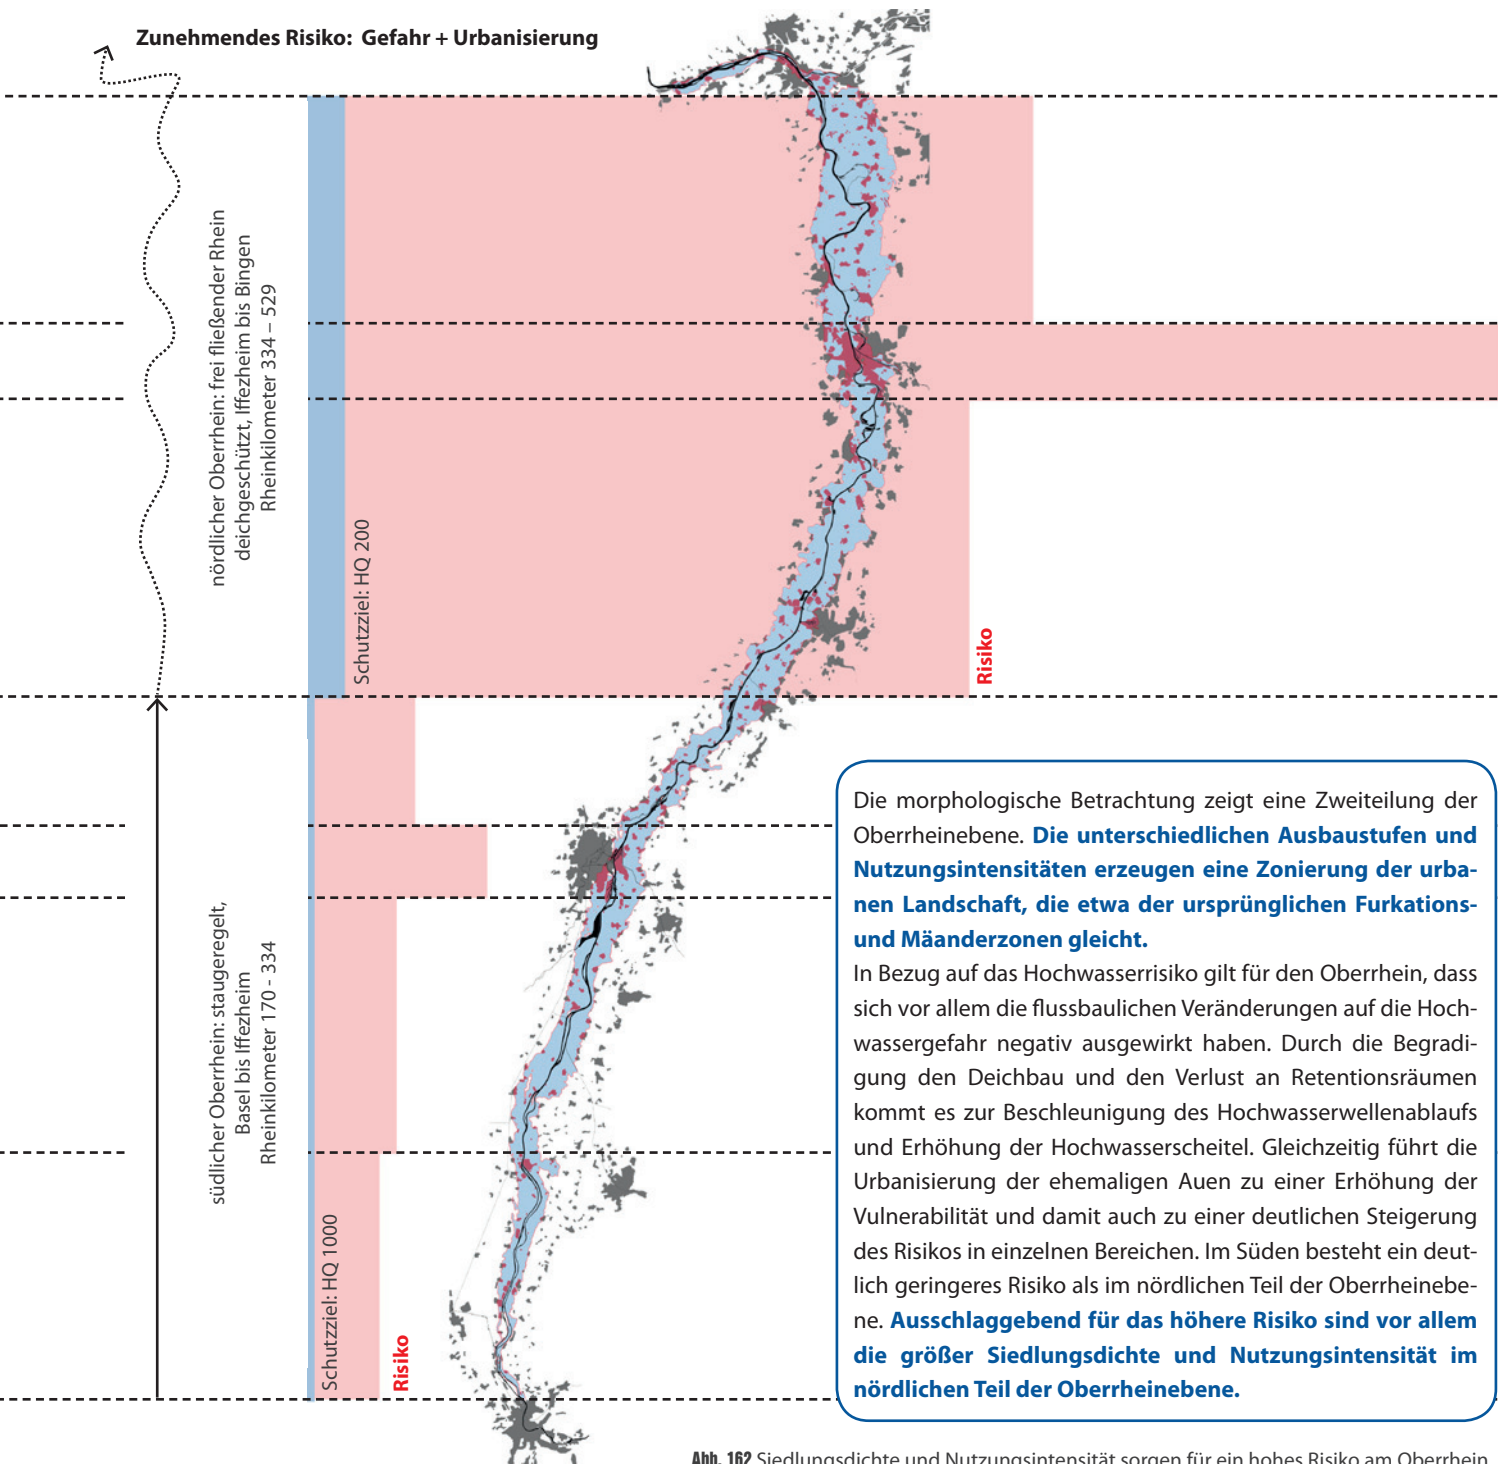 Zunehmendes Risiko: Gefahr + Urbanisierung
nördlicher Oberrhein: frei fließender Rhein
deichgeschützt, Iffezheim bis Bingen
Rheinkilometer 334 – 529
Schutzziel: HQ 200
Risiko
südlicher Oberrhein: staugeregelt,
Basel bis Iffezheim
Rheinkilometer 170 - 334
Schutzziel: HQ 1000
Risiko
Die morphologische Betrachtung zeigt eine Zweiteilung der
Oberrheinebene. Die unterschiedlichen Ausbaustufen und
Nutzungsintensitäten erzeugen eine Zonierung der urba-
nen Landschaft, die etwa der ursprünglichen Furkations-
und Mäanderzonen gleicht.
In Bezug auf das Hochwasserrisiko gilt für den Oberrhein, dass
sich vor allem die flussbaulichen Veränderungen auf die Hoch-
wassergefahr negativ ausgewirkt haben. Durch die Begradi-
gung den Deichbau und den Verlust an Retentionsräumen
kommt es zur Beschleunigung des Hochwasserwellenablaufs
und Erhöhung der Hochwasserscheitel. Gleichzeitig führt die
Urbanisierung der ehemaligen Auen zu einer Erhöhung der
Vulnerabilität und damit auch zu einer deutlichen Steigerung
des Risikos in einzelnen Bereichen. Im Süden besteht ein deut-
lich geringeres Risiko als im nördlichen Teil der Oberrheinebe-
ne. Ausschlaggebend für das höhere Risiko sind vor allem
die größer Siedlungsdichte und Nutzungsintensität im
nördlichen Teil der Oberrheinebene.
Abb. 162 Siedlungsdichte und Nutzungsintensität sorgen für ein hohes Risiko am Oberrhein